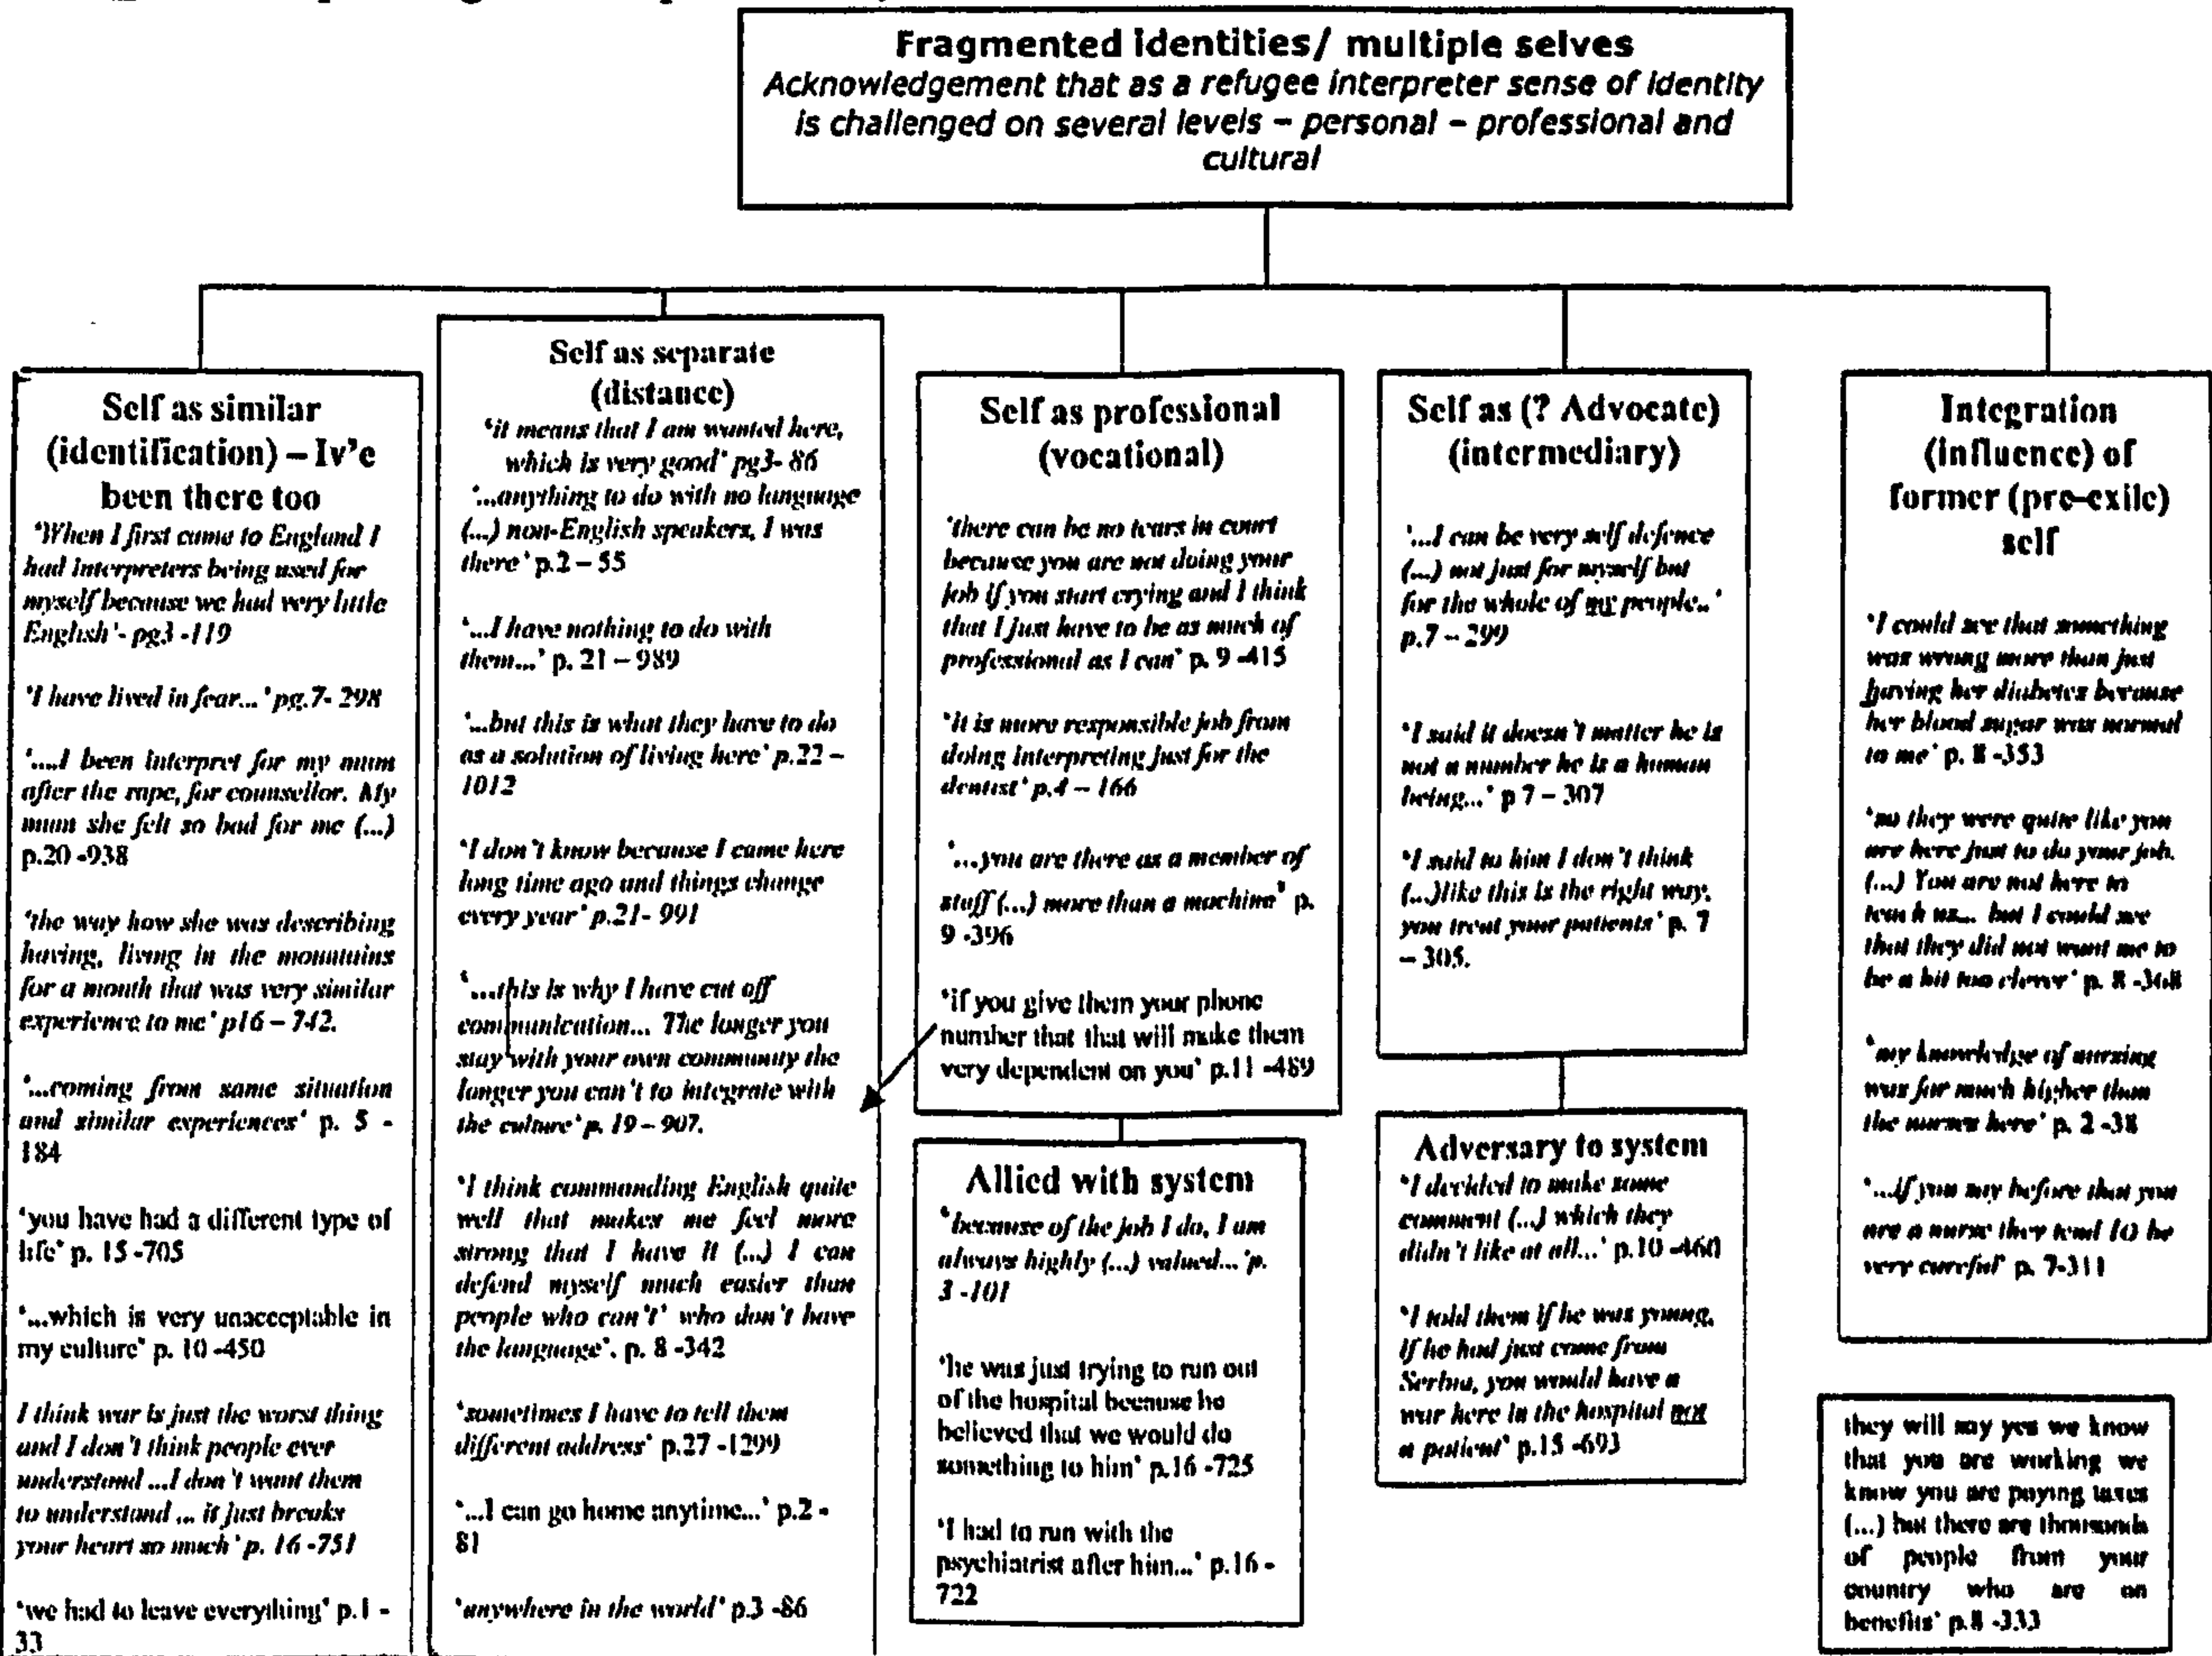 Fragmented identities/ multiple selves
Acknowledgement that as a refugee interpreter sense of identity
is challenged on several levels – personal – professional and
cultural
Self as similar
(identification) – Iv'e
been there too
'When I first came to England I
had interpreters being used for
myself because we had very little
English'- pg3 -119
'I have lived in fear...' pg.7- 298
'....I been interpret for my mum
after the rape, for counsellor. My
mum she felt so bad for me (...)
p.20 -938
'the way how she was describing
having, living in the mountains
for a month that was very similar
experience to me' p16 – 742.
'...coming from same situation
and similar experiences' p. 5 -
184
'you have had a different type of
life' p. 15 -705
'...which is very unacceptable in
my culture' p. 10 -450
I think war is just the worst thing
and I don't think people ever
understand ...I don't want them
to understand ... it just breaks
your heart so much' p. 16 -751
'we had to leave everything' p.1 -
33
Self as separate
(distance)
'it means that I am wanted here,
which is very good' pg3- 86
'...anything to do with no language
(...) non-English speakers, I was
there' p.2 – 55
'...I have nothing to do with
them...' p. 21 – 989
'...but this is what they have to do
as a solution of living here' p.22 –
1012
'I don't know because I came here
long time ago and things change
every year' p.21- 991
'...this is why I have cut off
communication... The longer you
stay with your own community the
longer you can't to integrate with
the culture' p. 19 – 907.
'I think commanding English quite
well that makes me feel more
strong that I have it (...) I can
defend myself much easier than
people who can't' who don't have
the language'. p. 8 -342
'sometimes I have to tell them
different address' p.27 -1299
'...I can go home anytime...' p.2 -
81
'anywhere in the world' p.3 -86
Self as professional
(vocational)
'there can be no tears in court
because you are not doing your
job if you start crying and I think
that I just have to be as much of
professional as I can' p. 9 -415
'it is more responsible job from
doing interpreting just for the
dentist' p.4 – 166
'...you are there as a member of
staff (...) more than a machine' p.
9 -396
'if you give them your phone
number that that will make them
very dependent on you' p.11 -489
Allied with system
'because of the job I do, I am
always highly (...) valued...'p.
3 -101
'he was just trying to run out
of the hospital because he
believed that we would do
something to him' p.16 -725
'I had to run with the
psychiatrist after him...' p.16 -
722
Self as (? Advocate)
(intermediary)
'...I can be very self defence
(...) not just for myself but
for the whole of my people..'
p.7 – 299
'I said it doesn't matter he is
not a number he is a human
being...' p 7 – 307
'I said to him I don't think
(...)like this is the right way,
you treat your patients' p. 7
– 305.
Adversary to system
'I decided to make some
comment (...) which they
didn't like at all...' p.10 -460
'I told them if he was young,
if he had just come from
Serbia, you would have a
war here in the hospital not
a patient' p.15 -693
Integration
(influence) of
former (pre-exile)
self
'I could see that something
was wrong more than just
having her diabetes because
her blood sugar was normal
to me' p. 8 -353
'so they were quite like you
are here just to do your job.
(...) You are not here to
teach us... but I could see
that they did not want me to
be a bit too clever' p. 8 -368
'my knowledge of nursing
was far much higher than
the nurses here' p. 2 -38
'...if you say before that you
are a nurse they tend TO be
very careful' p. 7-311
they will say yes we know
that you are working we
know you are paying taxes
(...) but there are thousands
of people from your
country who are on
benefits' p.8 -333